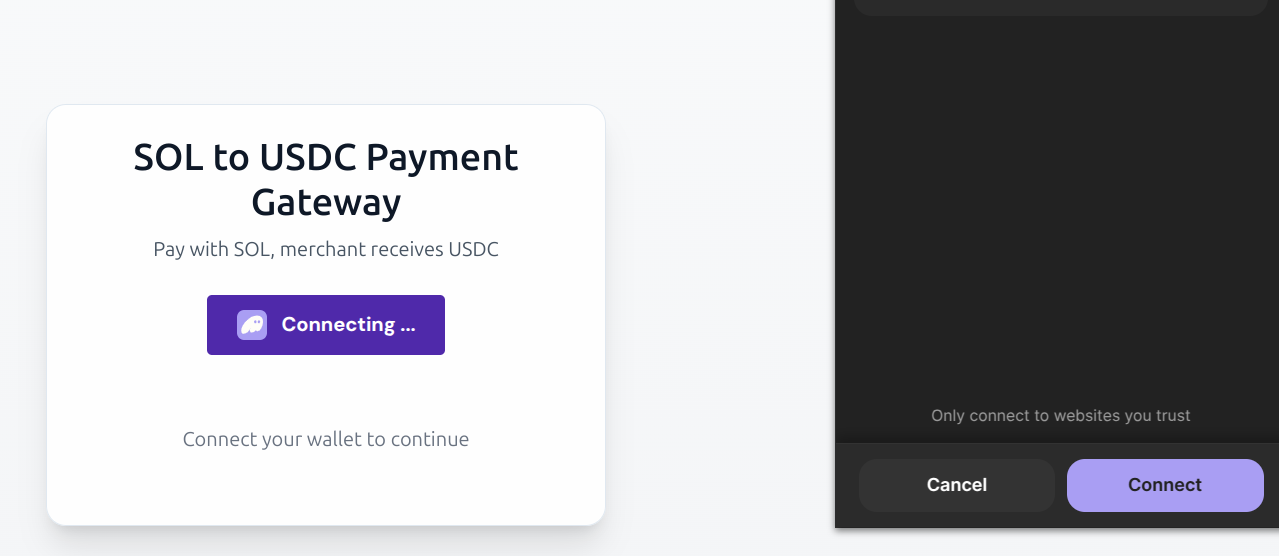 SOL to USDC Payment
Gateway
Pay with SOL, merchant receives USDC
Connecting ...
Connect your wallet to continue
Only connect to websites you trust
Cancel
Connect